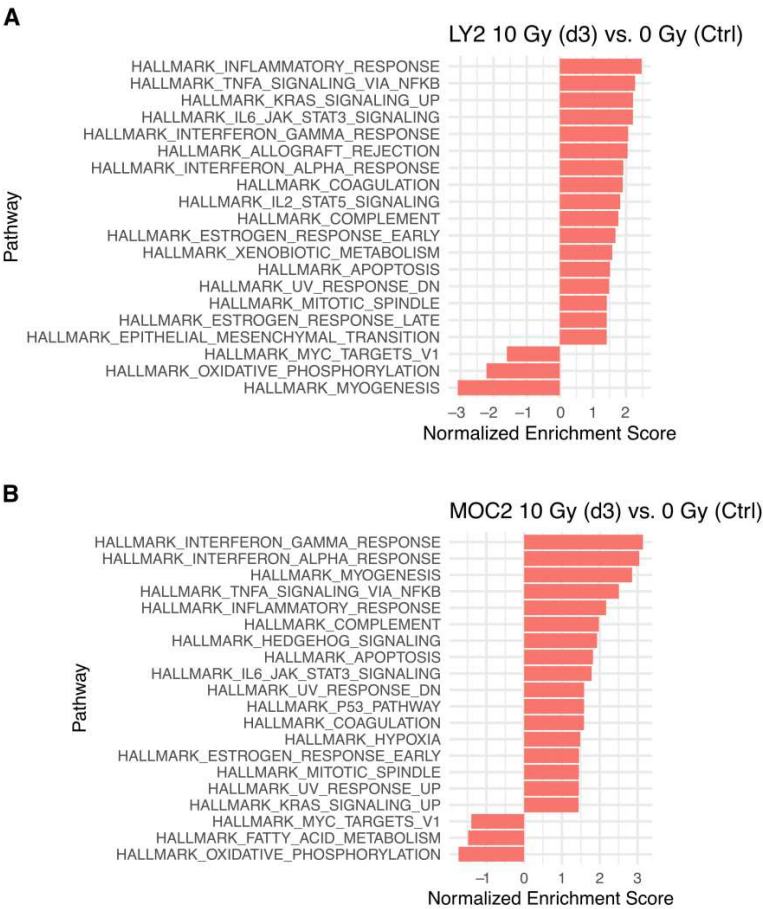 A
LY2 10 Gy (d3) vs. 0 Gy (Ctrl)
HALLMARK_INFLAMMATORY_RESPONSE
HALLMARK_TNFA_SIGNALING_VIA_NFKB
HALLMARK_KRAS_SIGNALING_UP
HALLMARK_IL6_JAK_STAT3_SIGNALING
HALLMARK_INTERFERON_GAMMA_RESPONSE
HALLMARK_ALLOGRAFT_REJECTION
HALLMARK_INTERFERON_ALPHA_RESPONSE
HALLMARK_COAGULATION
HALLMARK_IL2_STAT5_SIGNALING
HALLMARK_COMPLEMENT
HALLMARK_ESTROGEN_RESPONSE_EARLY
HALLMARK_XENOBIOTIC_METABOLISM
HALLMARK_APOPTOSIS
HALLMARK_UV_RESPONSE_DN
HALLMARK_MITOTIC_SPINDLE
HALLMARK_ESTROGEN_RESPONSE_LATE
HALLMARK_EPITHELIAL_MESENCHYMAL_TRANSITION
HALLMARK_MYC_TARGETS_V1
HALLMARK_OXIDATIVE_PHOSPHORYLATION
HALLMARK_MYOGENESIS
Pathway
−3 −2 −1 0 1 2
Normalized Enrichment Score
B
MOC2 10 Gy (d3) vs. 0 Gy (Ctrl)
HALLMARK_INTERFERON_GAMMA_RESPONSE
HALLMARK_INTERFERON_ALPHA_RESPONSE
HALLMARK_MYOGENESIS
HALLMARK_TNFA_SIGNALING_VIA_NFKB
HALLMARK_INFLAMMATORY_RESPONSE
HALLMARK_COMPLEMENT
HALLMARK_HEDGEHOG_SIGNALING
HALLMARK_APOPTOSIS
HALLMARK_IL6_JAK_STAT3_SIGNALING
HALLMARK_UV_RESPONSE_DN
HALLMARK_P53_PATHWAY
HALLMARK_COAGULATION
HALLMARK_HYPOXIA
HALLMARK_ESTROGEN_RESPONSE_EARLY
HALLMARK_MITOTIC_SPINDLE
HALLMARK_UV_RESPONSE_UP
HALLMARK_KRAS_SIGNALING_UP
HALLMARK_MYC_TARGETS_V1
HALLMARK_FATTY_ACID_METABOLISM
HALLMARK_OXIDATIVE_PHOSPHORYLATION
Pathway
−1 0 1 2 3
Normalized Enrichment Score